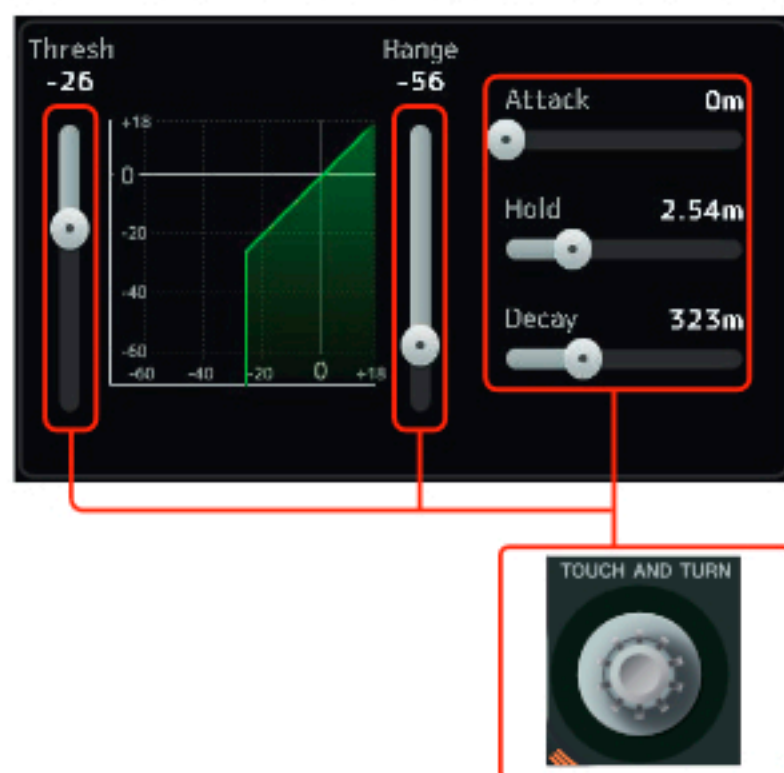 Thresh
-26
Range
-56
Attack 0m
Hold 2.54m
Decay 323m
+18
0
-20
-40
-60
-60 -40 -20 0 +18
TOUCH AND TURN